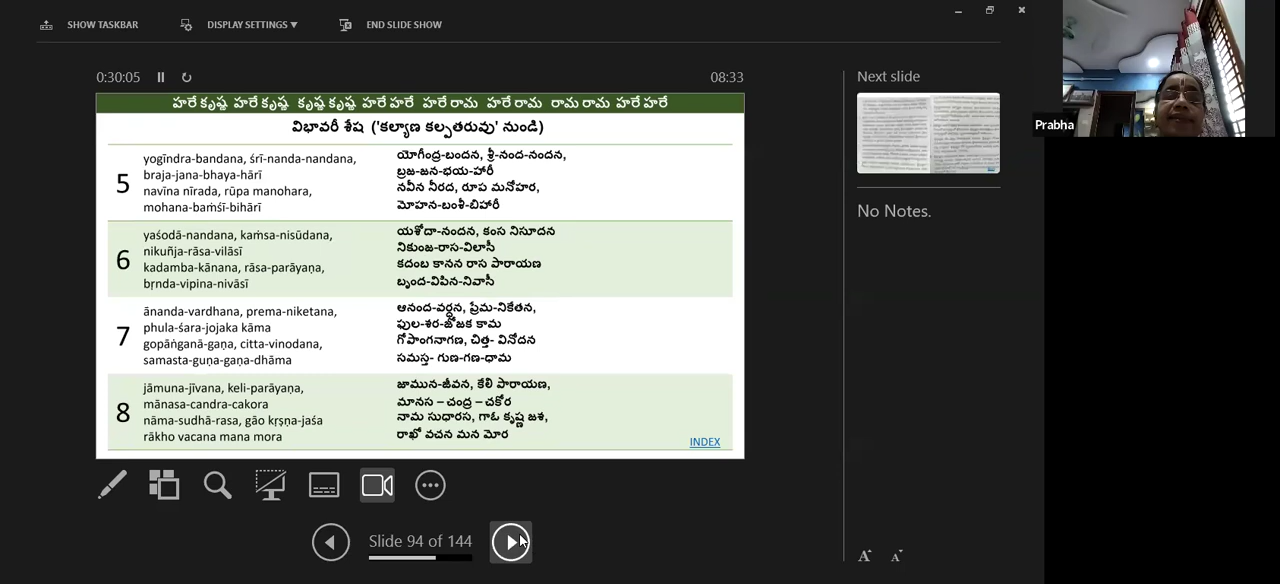 SHOW TASKBAR
DISPLAY SETTINGS ▼
END SLIDE SHOW
0:30:05
08:33
హరే కృష్ణ హరే కృష్ణ కృష్ణ కృష్ణ హరే హరే హరే రామ హరే రామ రామ రామ హరే హరే
విభావరీ శేష ('కల్యాణ కల్పతరువు' నుండి)
5
yogīndra-bandana, śrī-nanda-nandana,
braja-jana-bhaya-hārī
navīna nīrada, rūpa manohara,
mohana-baṁśī-bihārī
యోగీంద్ర-బందన, శ్రీ-నంద-నందన,
బ్రజ-జన-భయ-హారీ
నవీన నీరద, రూప మనోహర,
మోహన-బంశీ-బిహారీ
6
yaśodā-nandana, kaṁsa-nisūdana,
nikuñja-rāsa-vilāsī
kadamba-kānana, rāsa-parāyaṇa,
bṛnda-vipina-nivāsī
యశోదా-నందన, కంస నిసూదన
నికుంజ-రాస-విలాసీ
కదంబ కానన రాస పారాయణ
బృంద-విపిన-నివాసీ
7
ānanda-vardhana, prema-niketana,
phula-śara-jojaka kāma
gopāṅganā-gaṇa, citta-vinodana,
samasta-guṇa-gaṇa-dhāma
ఆనంద-వర్ధన, ప్రేమ-నికేతన,
ఫుల-శర-జోజక కామ
గోపాంగనాగణ, చిత్త- వినోదన
సమస్త- గుణ-గణ-ధామ
8
jāmuna-jīvana, keli-parāyaṇa,
mānasa-candra-cakora
nāma-sudhā-rasa, gāo kṛṣṇa-jaśa
rākho vacana mana mora
జామున-జీవన, కేలీ పారాయణ,
మానస – చంద్ర – చకోర
నామ సుధారస, గాఓ కృష్ణ జశ,
రాఖో వచన మన మోర
INDEX
Slide 94 of 144
Next slide
No Notes.
A A
Prabha